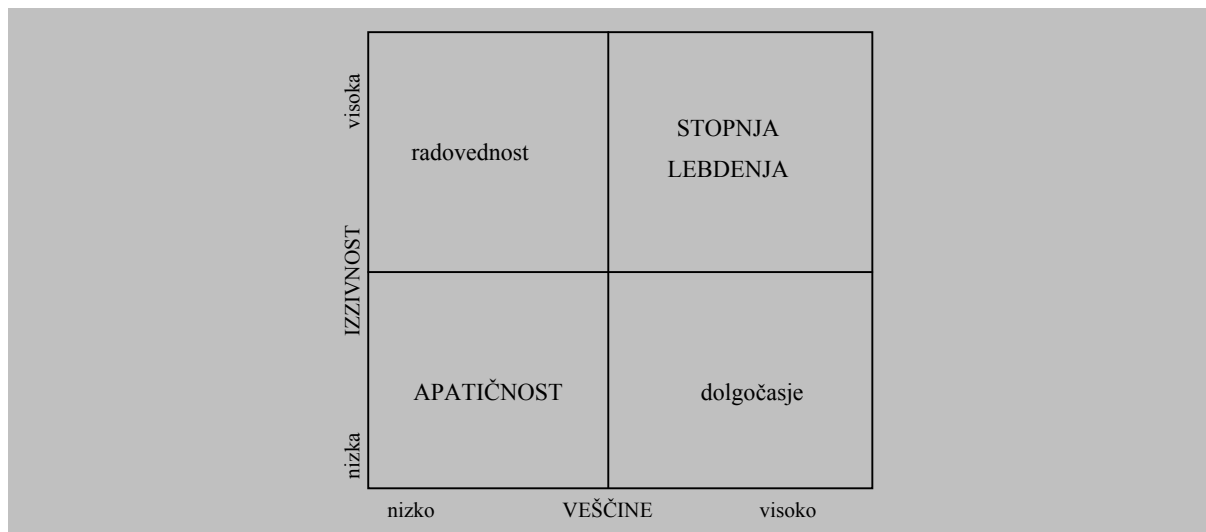 visoka
radovednost
STOPNJA
LEBDENJA
IZZIVNOST
APATIČNOST
dolgočasje
nizka
nizko
VEŠČINE
visoko